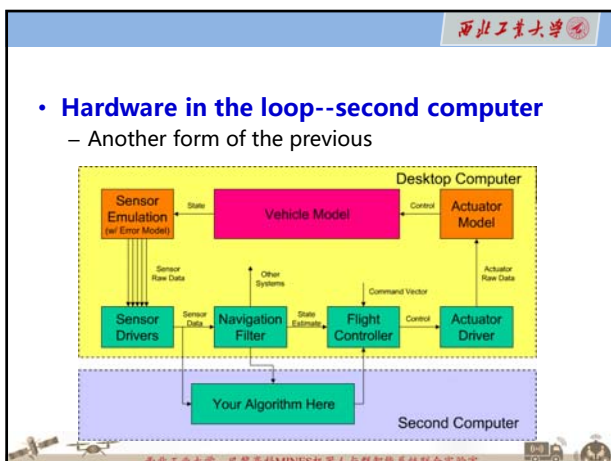 西北工业大学
• Hardware in the loop--second computer
– Another form of the previous
Desktop Computer
Sensor
Emulation
(w/ Error Model)
State
Vehicle Model
Control
Actuator
Model
Sensor
Raw Data
Other
Systems
Command Vector
Actuator
Raw Data
Sensor
Drivers
Sensor
Data
Navigation
Filter
State
Estimate
Flight
Controller
Control
Actuator
Driver
Your Algorithm Here
Second Computer